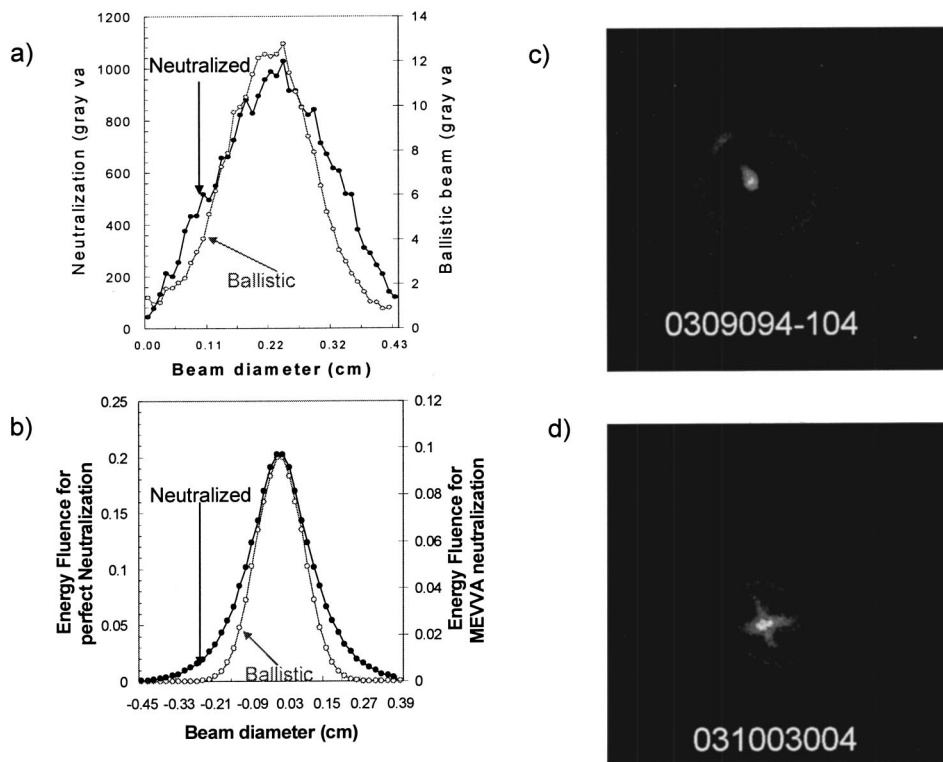 a)
1200
1000
800
600
400
200
0
Neutralization (gray va
14
12
10
8
6
4
2
0
Ballistic beam (gray va
Neutralized
Ballistic
0.00 0.11 0.22 0.32 0.43
Beam diameter (cm)
b)
0.25
0.2
0.15
0.1
0.05
0
Energy Fluence for
perfect Neutralization
0.12
0.1
0.08
0.06
0.04
0.02
0
Energy Fluence for
MEVVA neutralization
Neutralized
Ballistic
-0.45 -0.33 -0.21 -0.09 0.03 0.15 0.27 0.39
Beam diameter (cm)
c)
0309094-104
d)
031003004